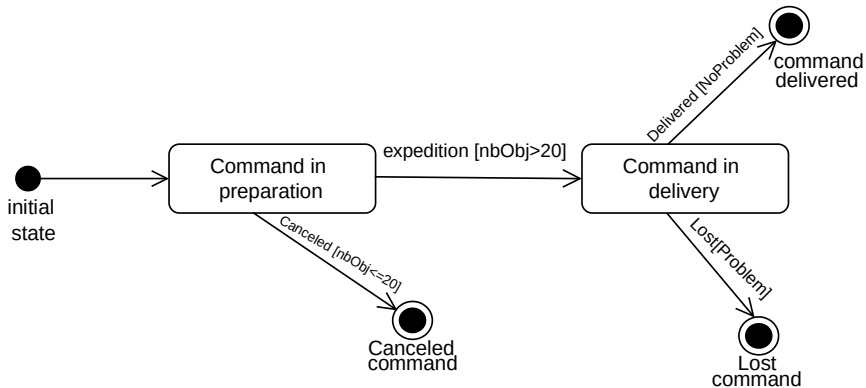 initial
state
Command in
preparation
expedition [nbObj>20]
Canceled [nbObj<=20]
Canceled
command
Command in
delivery
Delivered [NoProblem]
command
delivered
Lost[Problem]
Lost
command